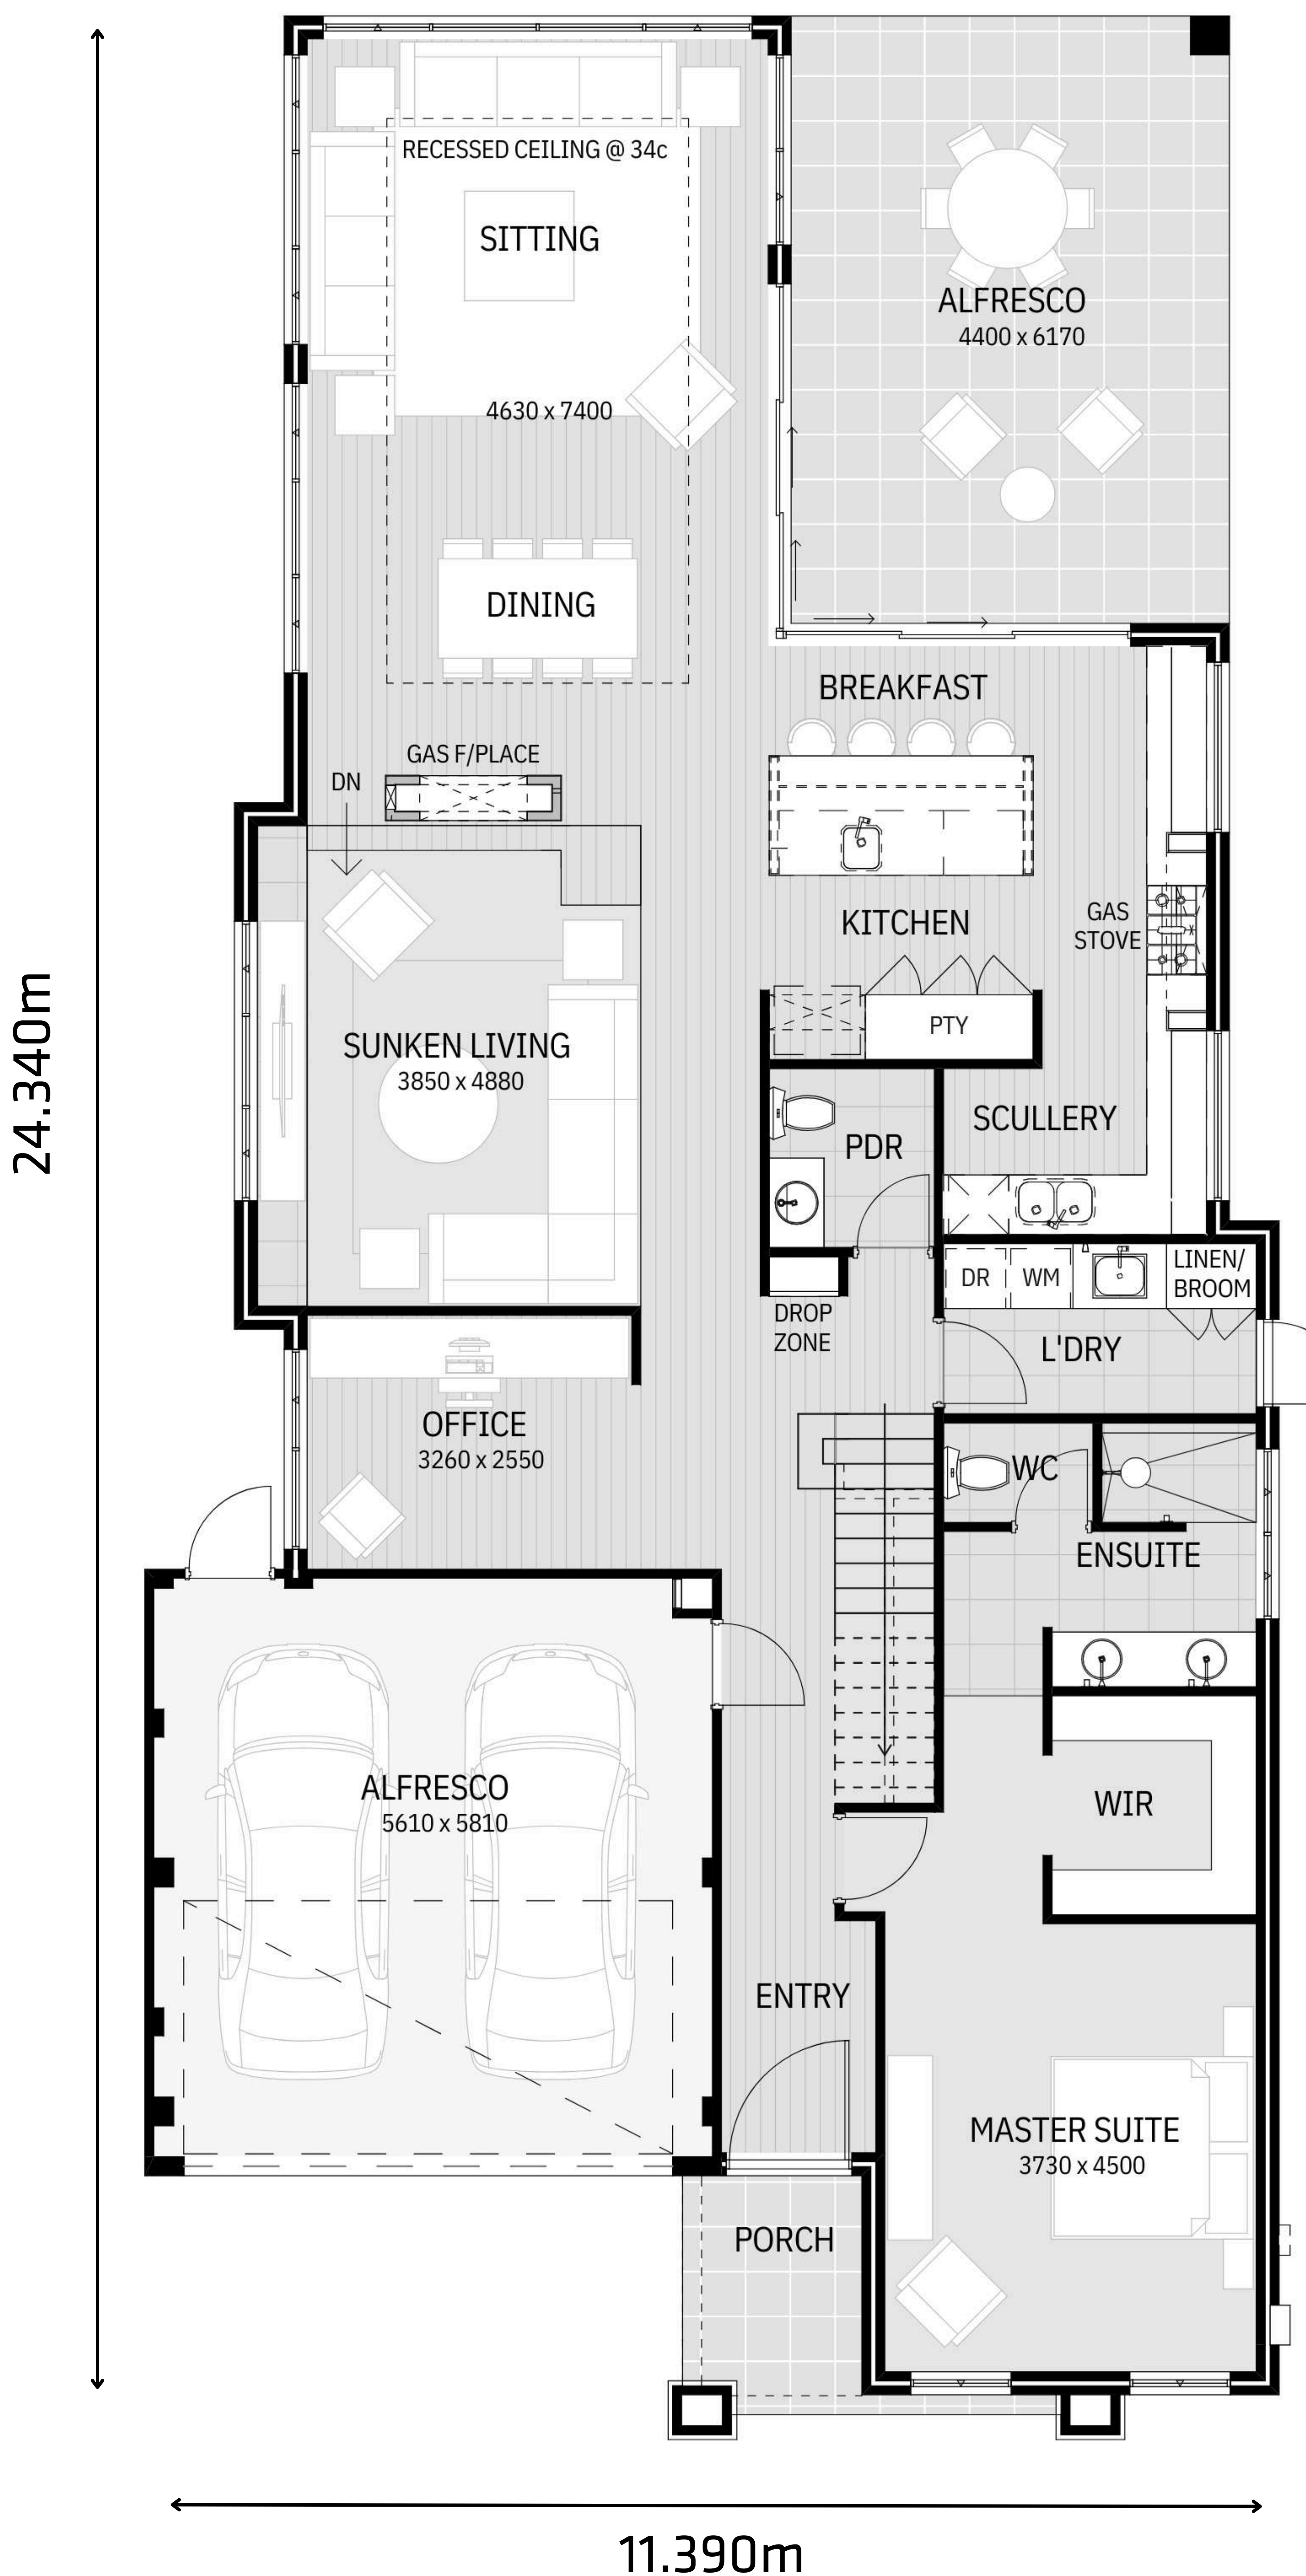 RECESSED CEILING @ 34c
SITTING
ALFRESCO
4400 x 6170
4630 x 7400
DINING
BREAKFAST
GAS F/PLACE
DN
KITCHEN
GAS
STOVE
PTY
SUNKEN LIVING
3850 x 4880
24.340m
SCULLERY
PDR
DR
WM
LINEN/
BROOM
DROP
ZONE
L'DRY
OFFICE
3260 x 2550
WC
ENSUITE
ALFRESCO
5610 x 5810
WIR
ENTRY
MASTER SUITE
3730 x 4500
PORCH
11.390m